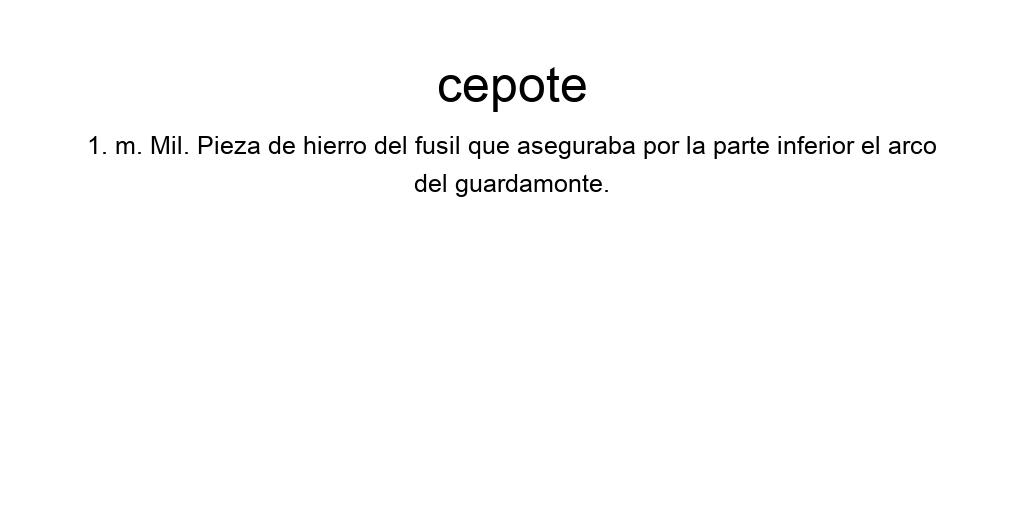 cepote
1. m. Mil. Pieza de hierro del fusil que aseguraba por la parte inferior el arco
del guardamonte.